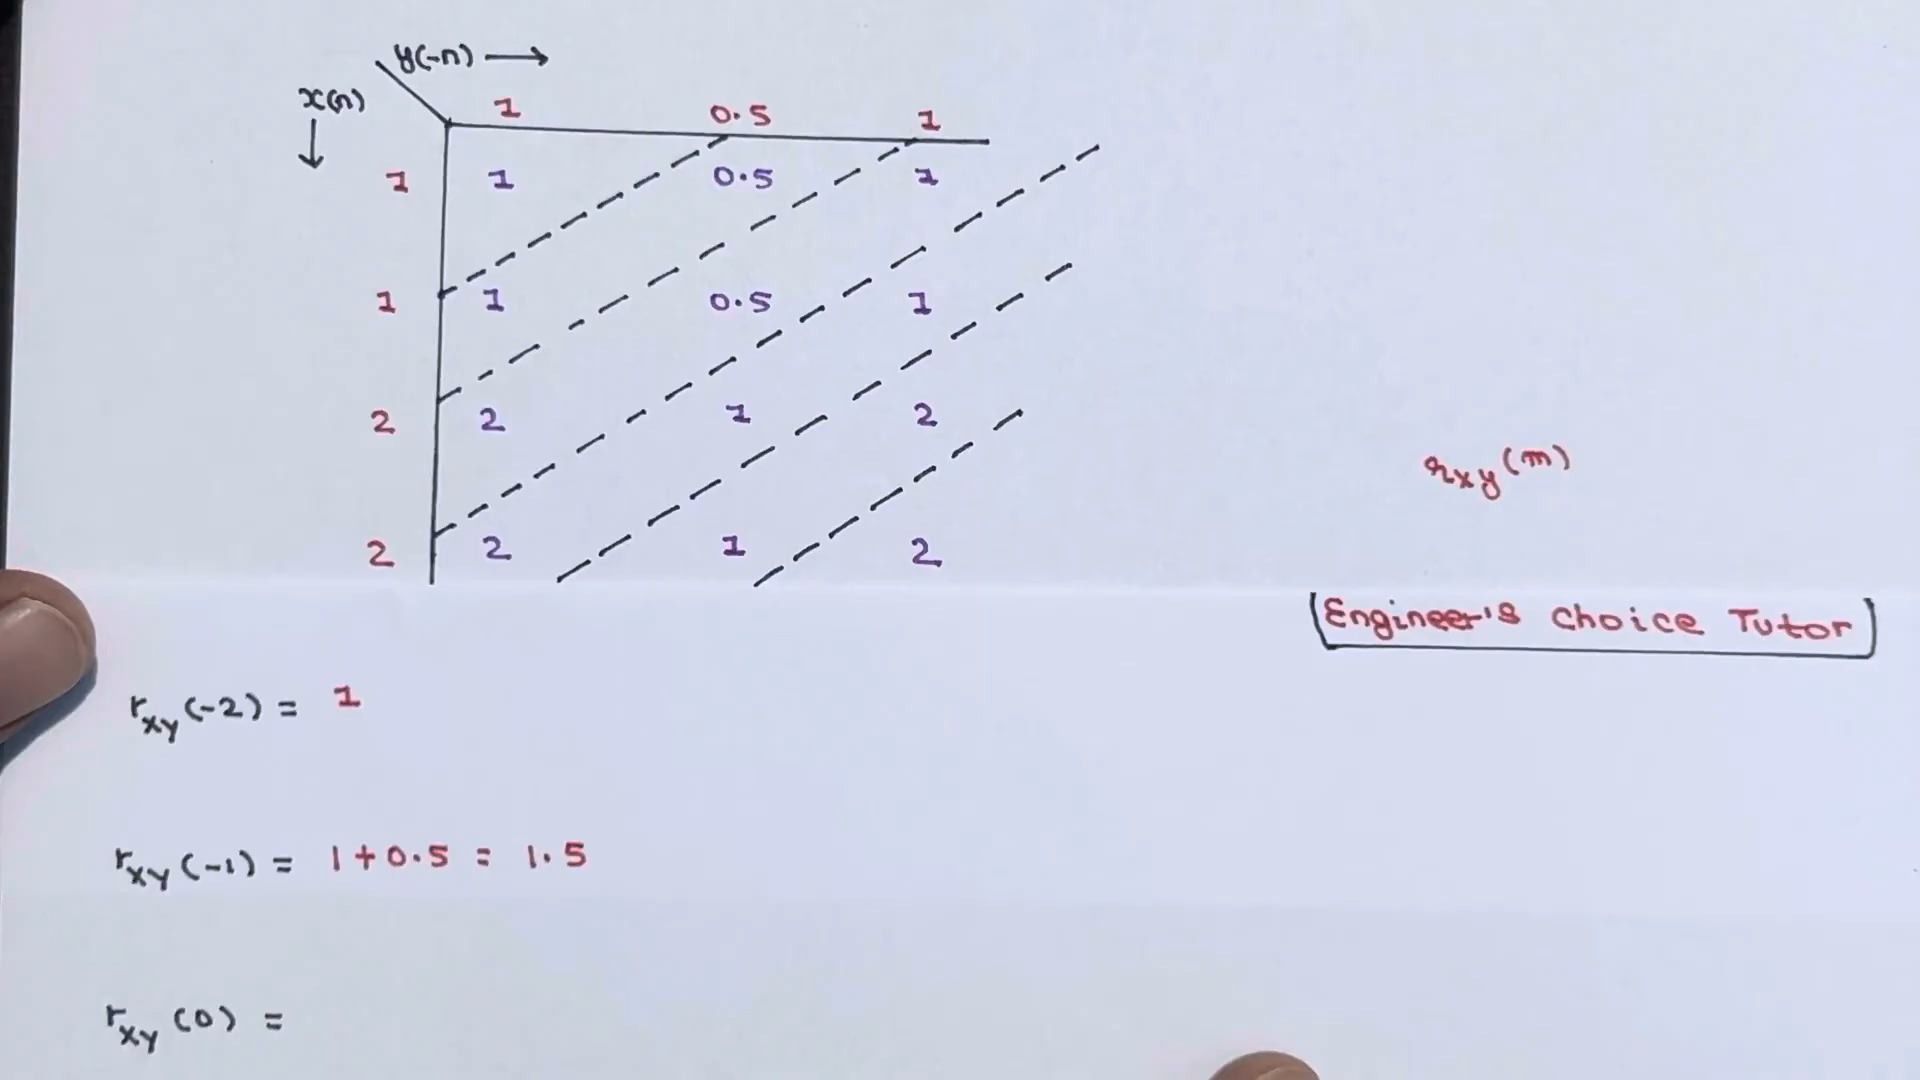 y(-n) →
x(n) ↓
1 0.5 1
1 1 0.5 1
1 1 0.5 1
2 2 1 2
2 2 1 2
rxy(m)
Engineer's Choice Tutor
rxy(-2) = 1
rxy(-1) = 1+0.5 = 1.5
rxy(0) =